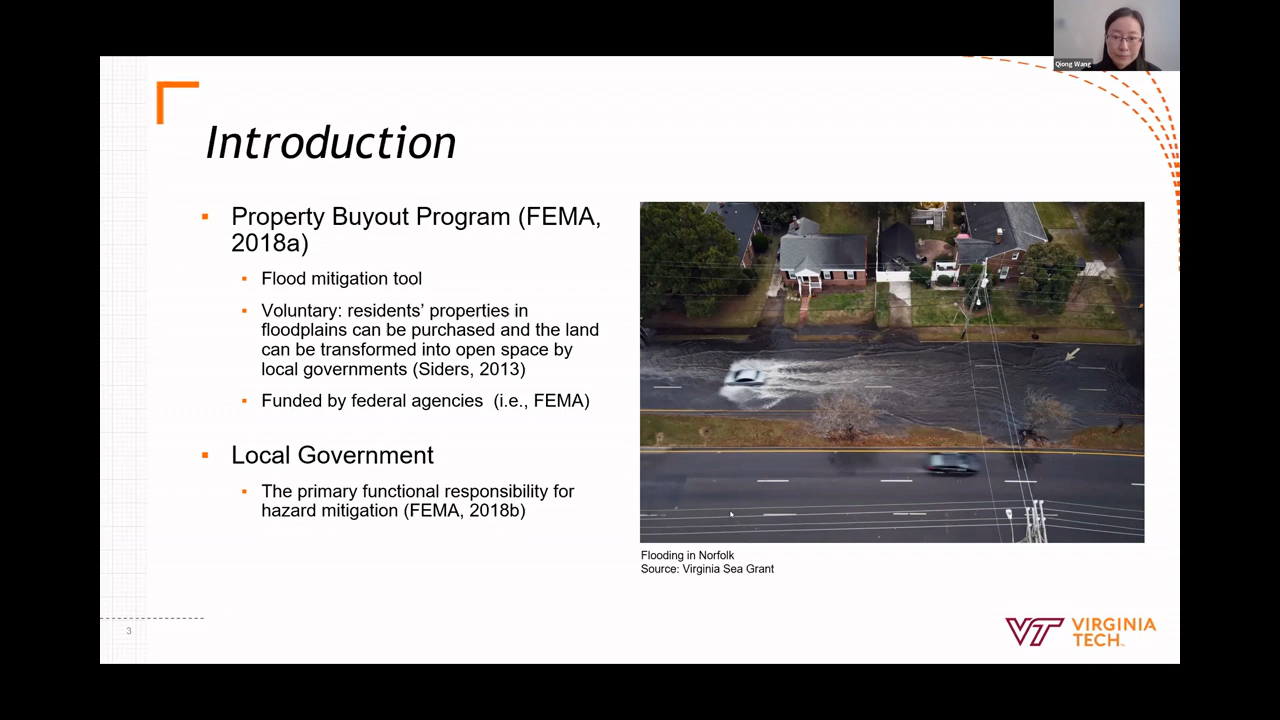 Qiong Wang
Introduction
Property Buyout Program (FEMA,
2018a)
Flood mitigation tool
Voluntary: residents’ properties in
floodplains can be purchased and the land
can be transformed into open space by
local governments (Siders, 2013)
Funded by federal agencies (i.e., FEMA)
Local Government
The primary functional responsibility for
hazard mitigation (FEMA, 2018b)
Flooding in Norfolk
Source: Virginia Sea Grant
3
VT VIRGINIA
TECH